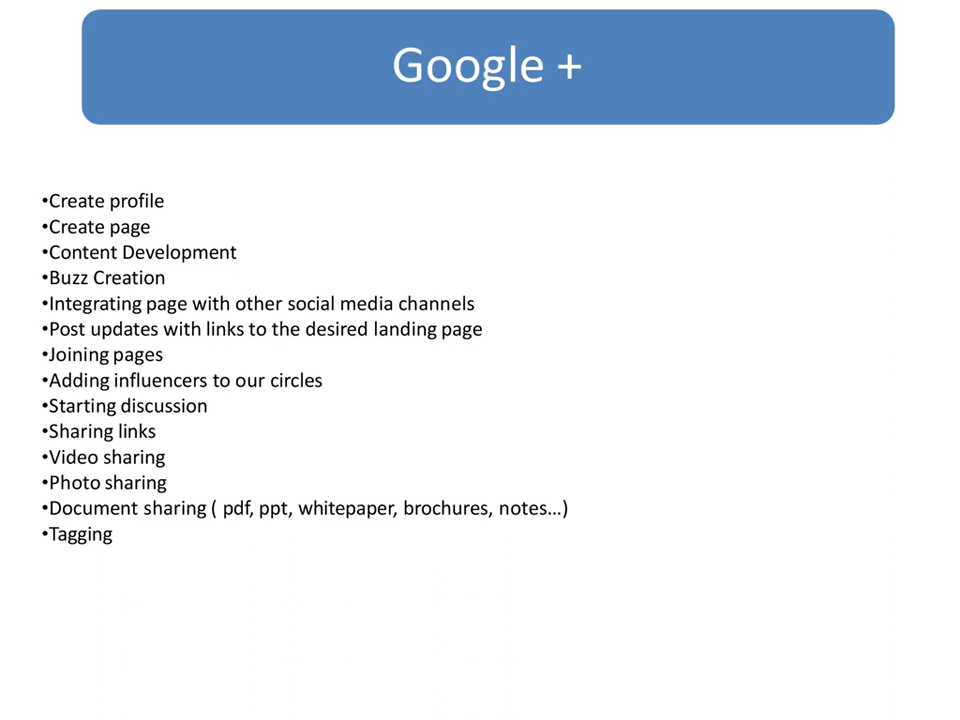 Google +
•Create profile
•Create page
•Content Development
•Buzz Creation
•Integrating page with other social media channels
•Post updates with links to the desired landing page
•Joining pages
•Adding influencers to our circles
•Starting discussion
•Sharing links
•Video sharing
•Photo sharing
•Document sharing ( pdf, ppt, whitepaper, brochures, notes…)
•Tagging